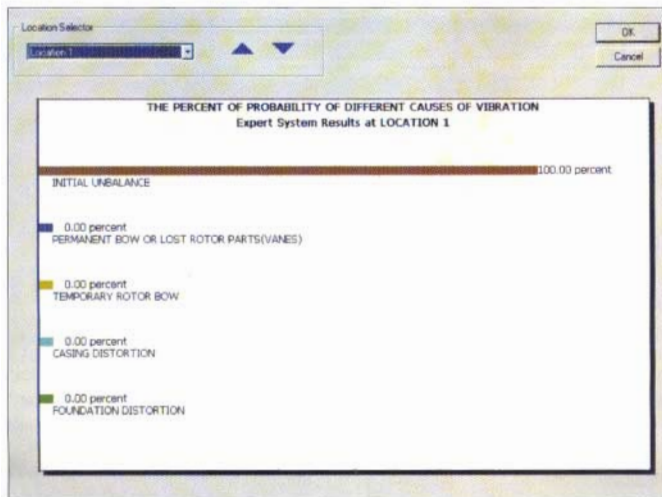 Location Selector
Location 1
OK
Cancel
THE PERCENT OF PROBABILITY OF DIFFERENT CAUSES OF VIBRATION
Expert System Results at LOCATION 1
100.00 percent
INITIAL UNBALANCE
0.00 percent
PERMANENT BOW OR LOST ROTOR PARTS(VANES)
0.00 percent
TEMPORARY ROTOR BOW
0.00 percent
CASING DISTORTION
0.00 percent
FOUNDATION DISTORTION